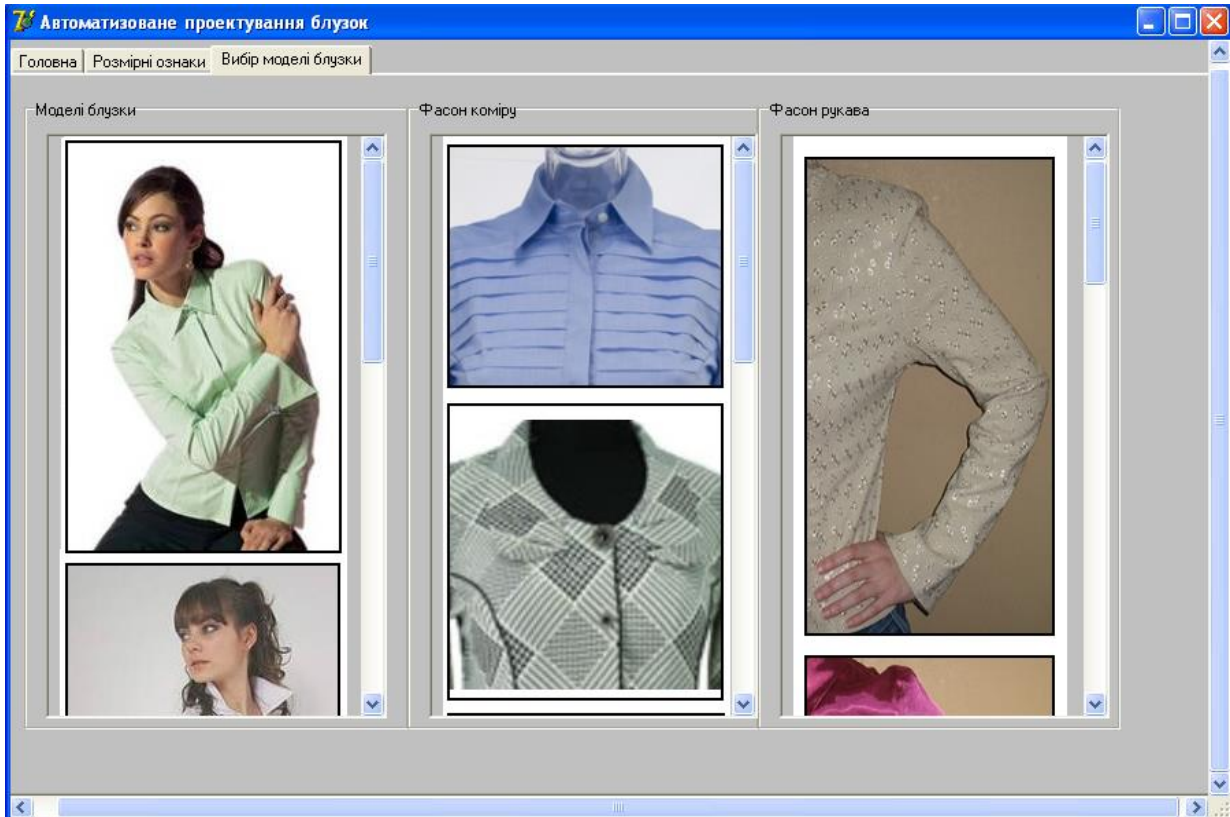 Автоматизоване проектування блузок
Головна Розмірні ознаки Вибір моделі блузки
Моделі блузки Фасон коміру Фасон рукава